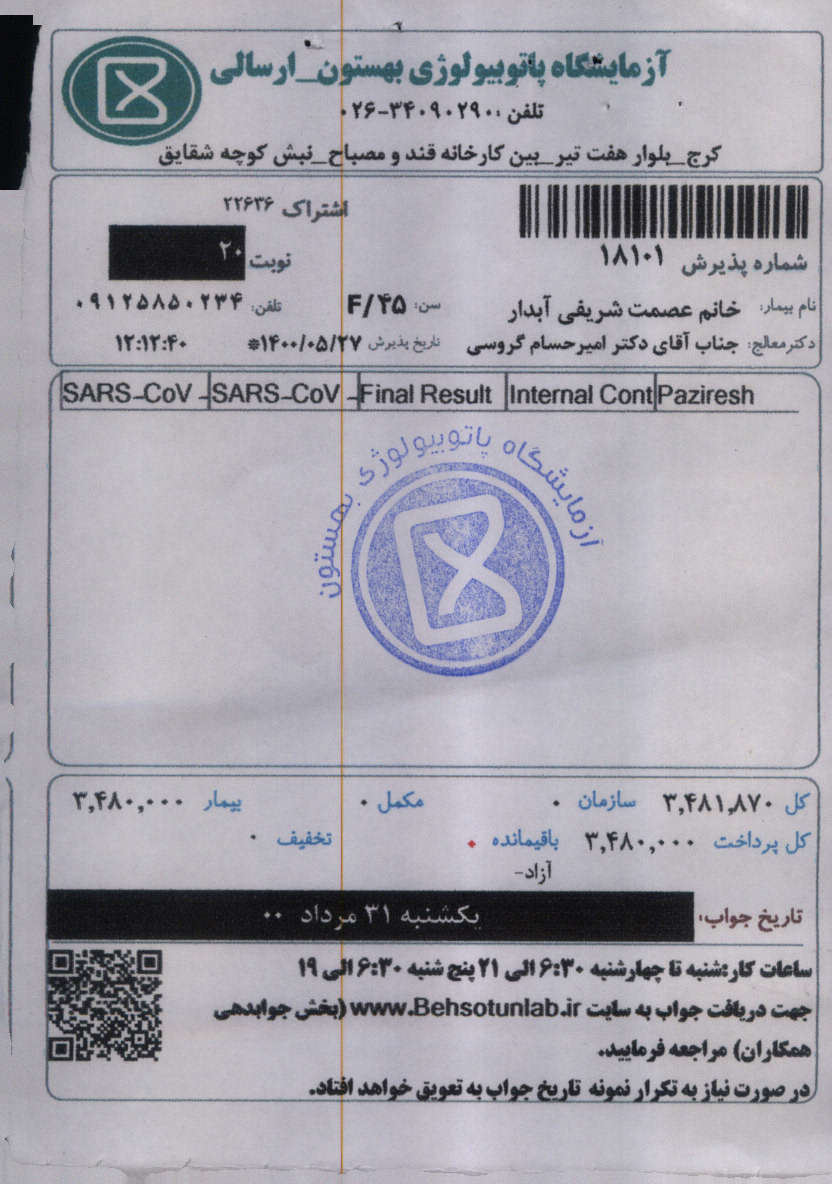 آزمایشگاه پاتوبیولوژی بهستون_ارسالی
تلفن :۰۲۶-۳۴۰۹۰۲۹۰
کرج_بلوار هفت تیر_بین کارخانه قند و مصباح_نبش کوچه شقایق
اشتراک ۲۲۶۳۶
شماره پذیرش ۱۸۱۰۱
نوبت ۲۰
نام بیمار: خانم عصمت شریفی آبدار سن: F/۴۵ تلفن: ۰۹۱۲۵۸۵۰۲۳۴
دکترمعالج: جناب آقای دکتر امیرحسام گروسی تاریخ پذیرش ۱۴۰۰/۰۵/۲۷* ۱۲:۱۲:۴۰
SARS-CoV - SARS-CoV - Final Result Internal Cont Paziresh
آزمایشگاه پاتوبیولوژی بهستون
کل ۳,۴۸۱,۸۷۰ سازمان ۰ مکمل ۰ بیمار ۳,۴۸۰,۰۰۰
کل پرداخت ۳,۴۸۰,۰۰۰ باقیمانده ۰ تخفیف ۰
آزاد-
تاریخ جواب: یکشنبه ۳۱ مرداد ۰۰
ساعات کار:شنبه تا چهارشنبه ۶:۳۰ الی ۲۱ پنج شنبه ۶:۳۰ الی ۱۹
جهت دریافت جواب به سایت www.Behsotunlab.ir (بخش جوابدهی
همکاران) مراجعه فرمایید.
در صورت نیاز به تکرار نمونه تاریخ جواب به تعویق خواهد افتاد.